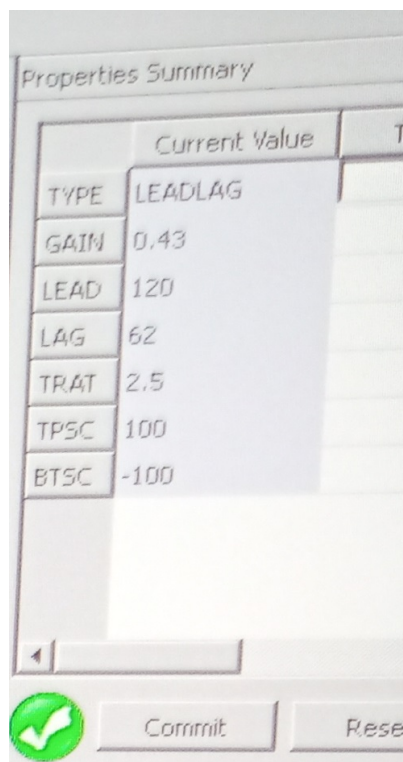 Properties Summary
Current Value
TYPE LEADLAG
GAIN 0.43
LEAD 120
LAG 62
TRAT 2.5
TPSC 100
BTSC -100
Commit Rese